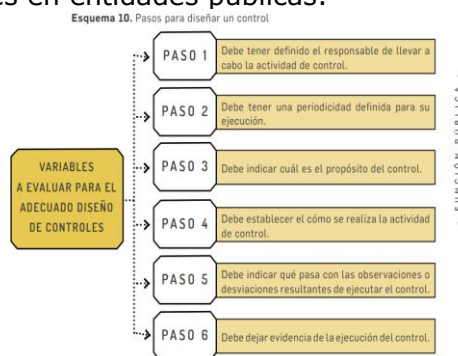 es en entidades públicas.
Esquema 10. Pasos para diseñar un control
VARIABLES
A EVALUAR PARA EL
ADECUADO DISEÑO
DE CONTROLES
PASO 1
Debe tener definido el responsable de llevar a
cabo la actividad de control.
PASO 2
Debe tener una periodicidad definida para su
ejecución.
PASO 3
Debe indicar cuál es el propósito del control.
PASO 4
Debe establecer el cómo se realiza la actividad
de control.
PASO 5
Debe indicar qué pasa con las observaciones o
desviaciones resultantes de ejecutar el control.
PASO 6
Debe dejar evidencia de la ejecución del control.
FUNCIÓN PÚBLICA